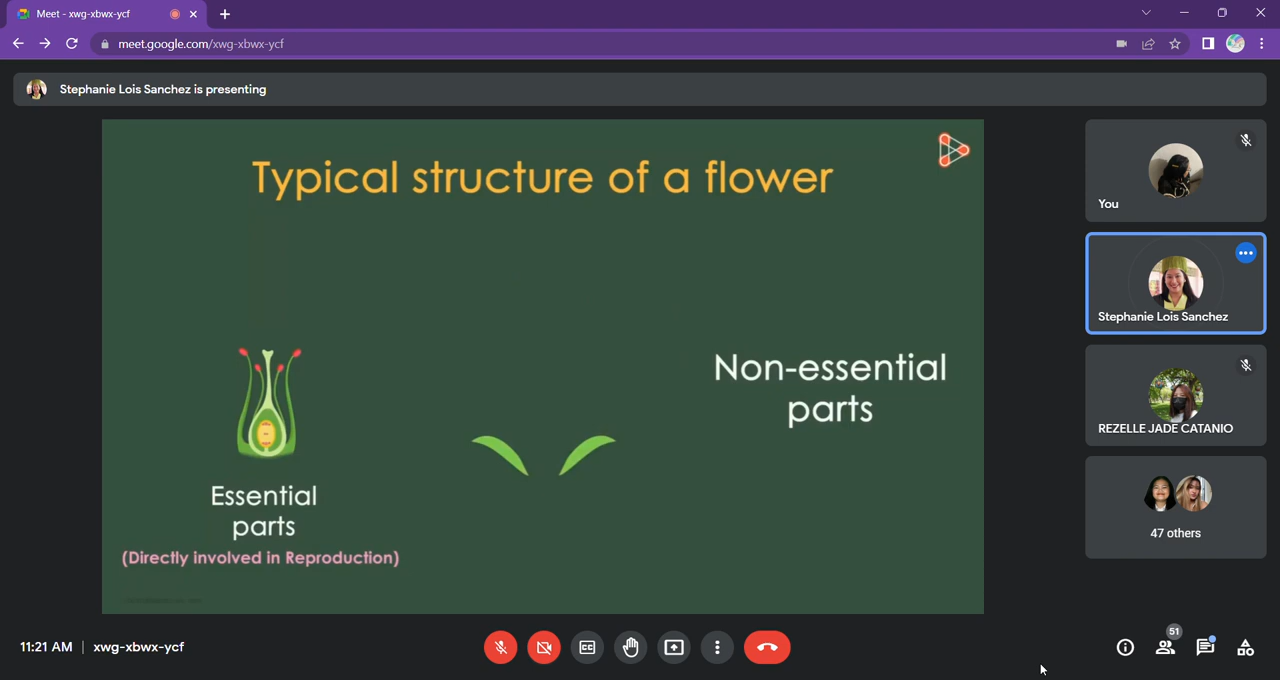 Meet - xwg-xbwx-ycf
meet.google.com/xwg-xbwx-ycf
Stephanie Lois Sanchez is presenting
Typical structure of a flower
Non-essential
parts
Essential
parts
(Directly involved in Reproduction)
You
Stephanie Lois Sanchez
REZELLE JADE CATANIO
47 others
11:21 AM | xwg-xbwx-ycf
CC
51